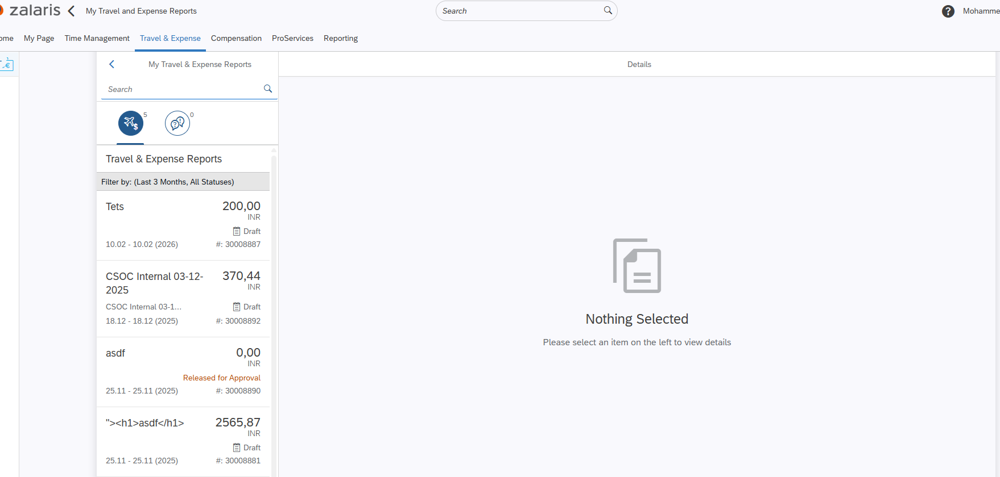 zalaris
My Travel and Expense Reports
Search
Mohamme
ome My Page Time Management Travel & Expense Compensation ProServices Reporting
My Travel & Expense Reports
Details
Search
5
0
Travel & Expense Reports
Filter by: (Last 3 Months, All Statuses)
Tets 200,00
INR
Draft
10.02 - 10.02 (2026) #: 30008887
CSOC Internal 03-12- 370,44
2025 INR
CSOC Internal 03-1... Draft
18.12 - 18.12 (2025) #: 30008892
asdf 0,00
INR
Released for Approval
25.11 - 25.11 (2025) #: 30008890
"><h1>asdf</h1> 2565,87
INR
Draft
25.11 - 25.11 (2025) #: 30008881
Nothing Selected
Please select an item on the left to view details